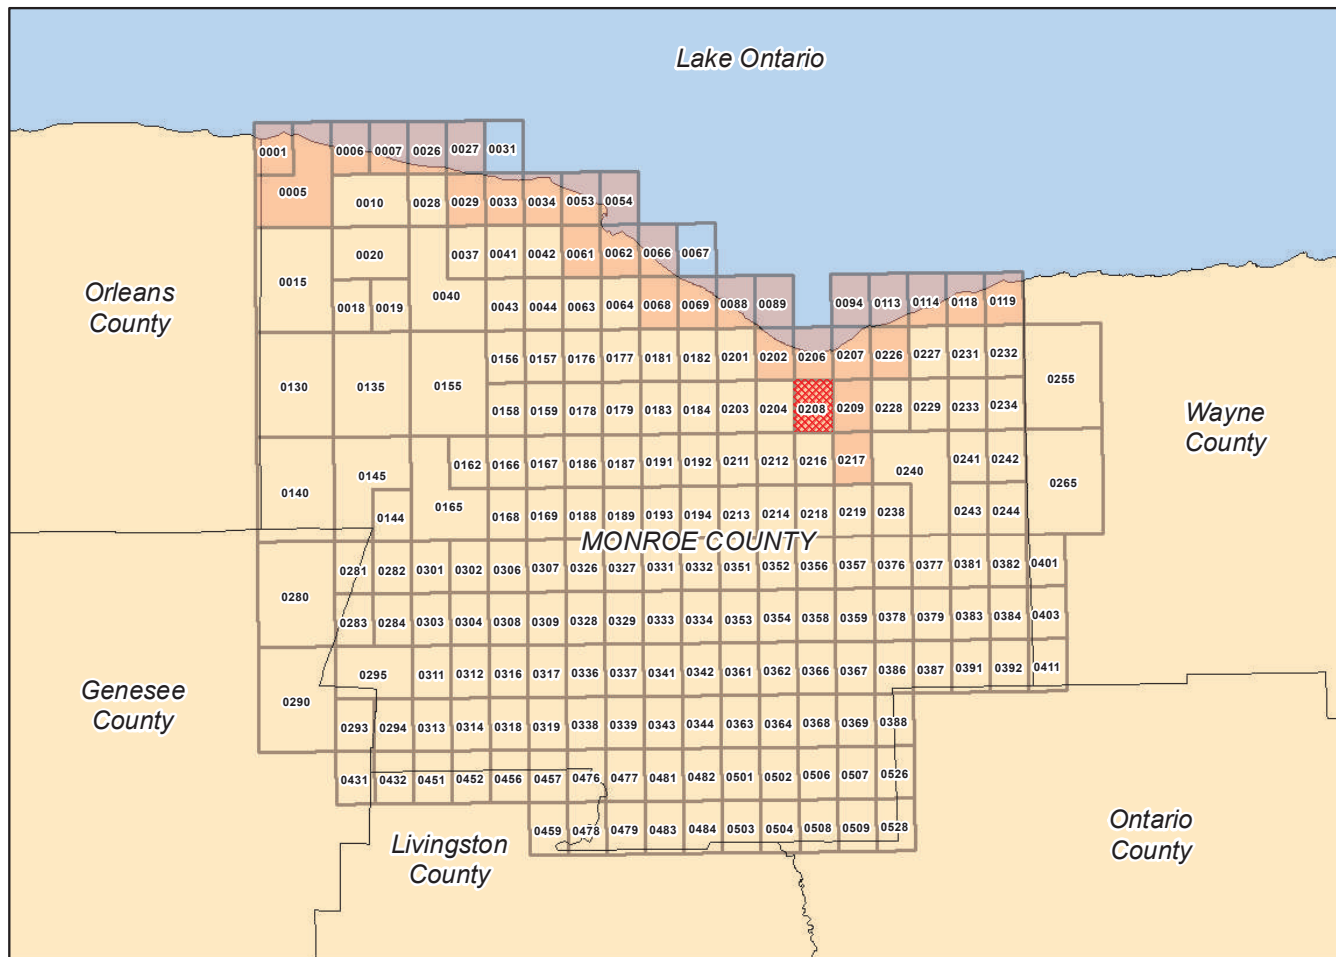 Lake Ontario
0001
0006 0007 0026 0027 0031
0005
0010 0028 0029 0033 0034 0053 0054
0015
0020
0037 0041 0042 0061 0062 0066 0067
Orleans
County
0018 0019
0040
0043 0044 0063 0064 0068 0069 0088 0089 0094 0113 0114 0118 0119
0130 0135 0155
0156 0157 0176 0177 0181 0182 0201 0202 0206 0207 0226 0227 0231 0232
0255
0158 0159 0178 0179 0183 0184 0203 0204 0208 0209 0228 0229 0233 0234
Wayne
County
0140
0145
0162 0166 0167 0186 0187 0191 0192 0211 0212 0216 0217
0240
0241 0242
0265
0144
0165
0168 0169 0188 0189 0193 0194 0213 0214 0218 0219 0238
0243 0244
MONROE COUNTY
0280
0281 0282 0301 0302 0306 0307 0326 0327 0331 0332 0351 0352 0356 0357 0376 0377 0381 0382 0401
0283 0284 0303 0304 0308 0309 0328 0329 0333 0334 0353 0354 0358 0359 0378 0379 0383 0384 0403
Genesee
County
0290
0295 0311 0312 0316 0317 0336 0337 0341 0342 0361 0362 0366 0367 0386 0387 0391 0392 0411
0293 0294 0313 0314 0318 0319 0338 0339 0343 0344 0363 0364 0368 0369 0388
0431 0432 0451 0452 0456 0457 0476 0477 0481 0482 0501 0502 0506 0507 0526
0459 0478 0479 0483 0484 0503 0504 0508 0509 0528
Livingston
County
Ontario
County